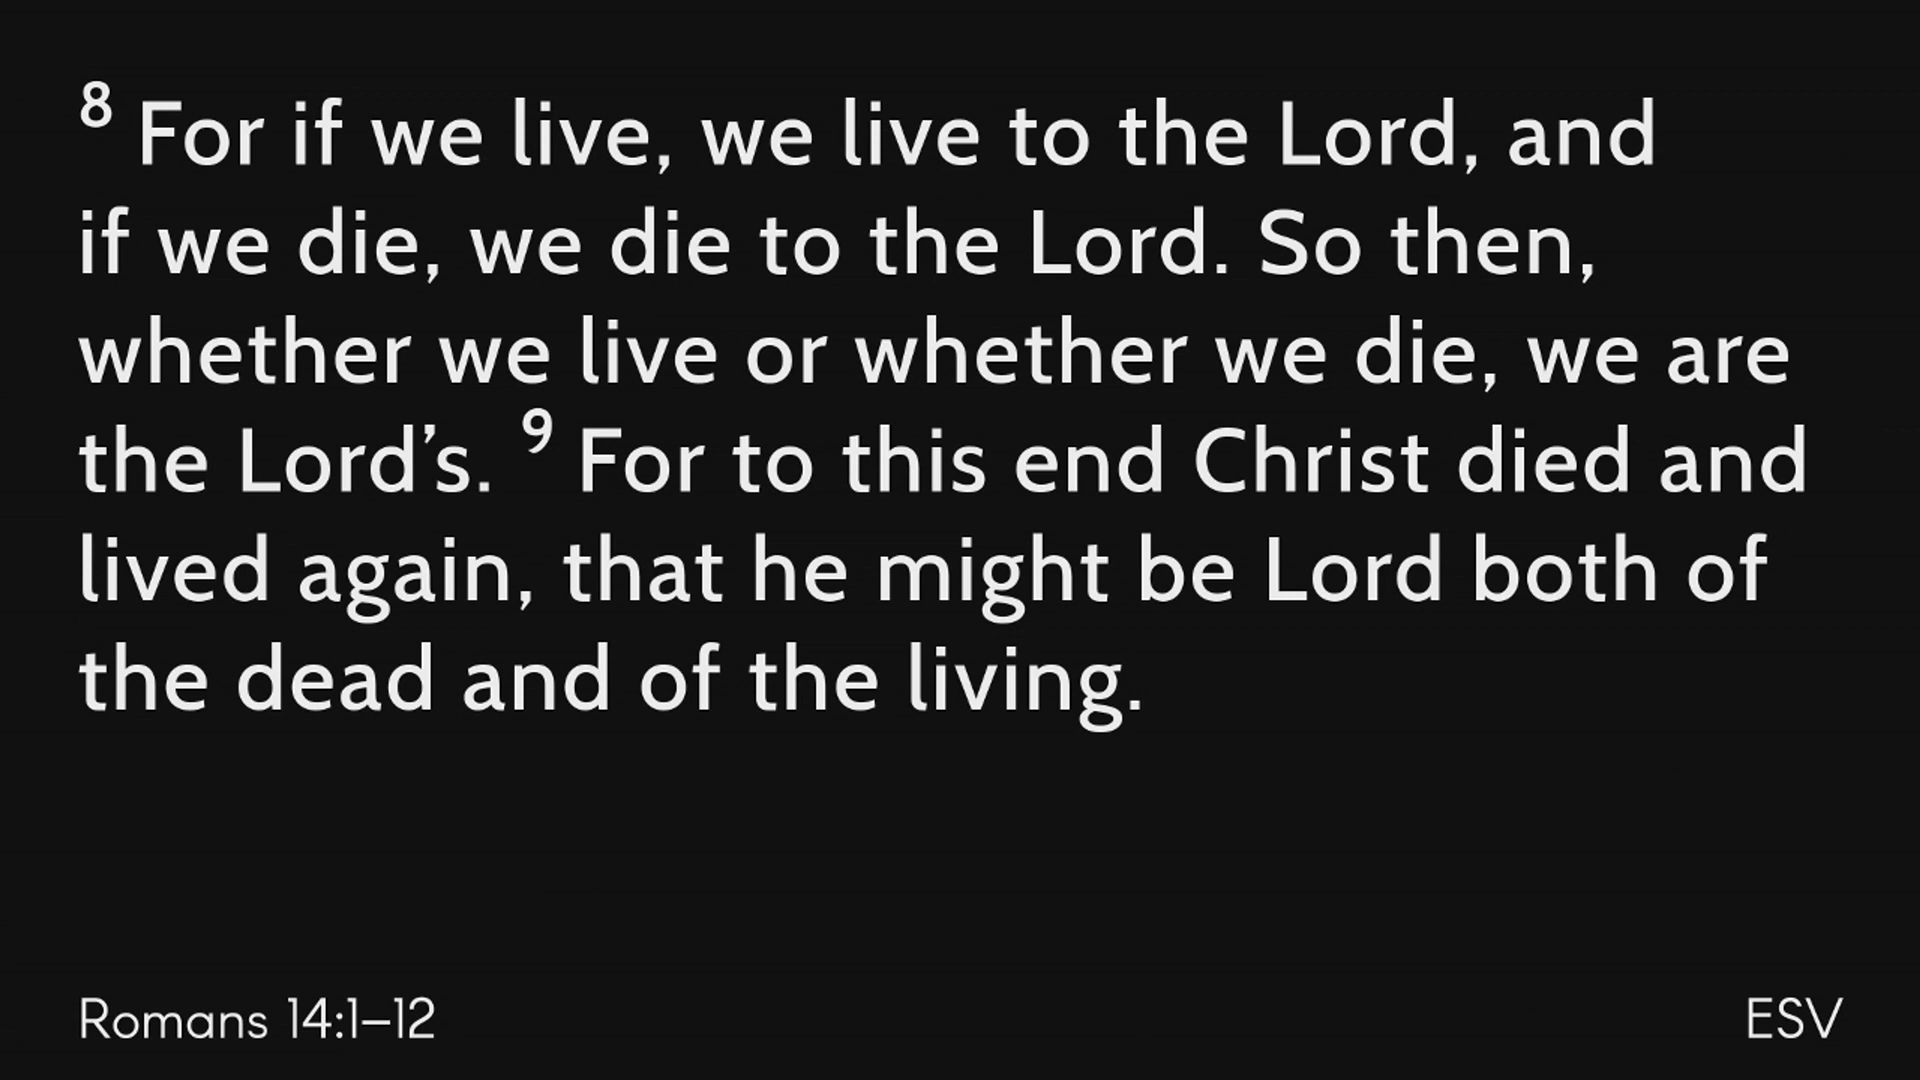 8 For if we live, we live to the Lord, and
if we die, we die to the Lord. So then,
whether we live or whether we die, we are
the Lord’s. 9 For to this end Christ died and
lived again, that he might be Lord both of
the dead and of the living.
Romans 14:1–12
ESV